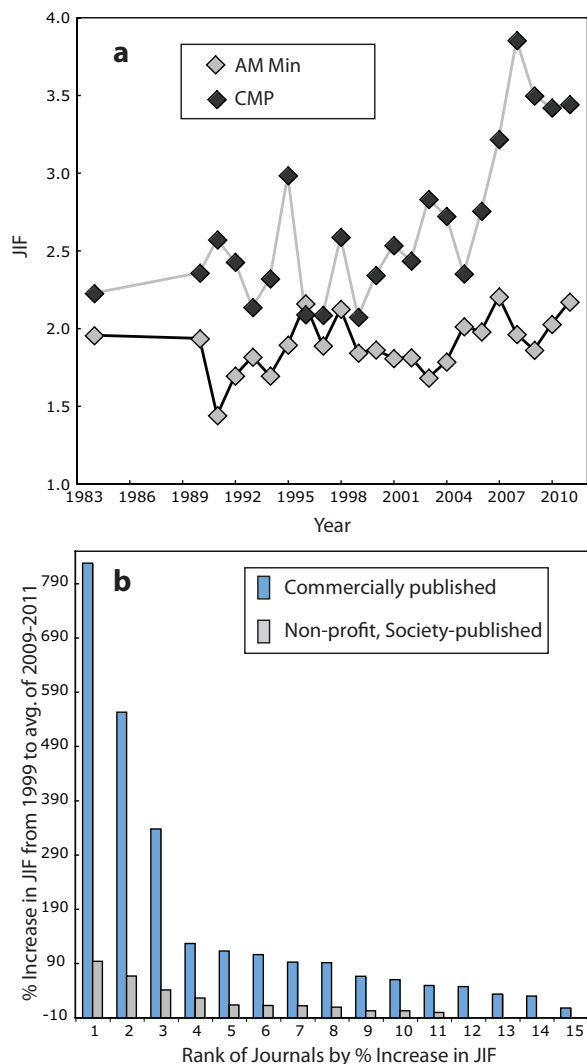 4.0
a
AM Min
CMP
3.5
3.0
JIF
2.5
2.0
1.5
1.0
1983 1986 1989 1992 1995 1998 2001 2004 2007 2010
Year
b
Commercially published
Non-profit, Society-published
% Increase in JIF from 1999 to avg. of 2009-2011
790
690
590
490
390
290
190
90
-10
1 2 3 4 5 6 7 8 9 10 11 12 13 14 15
Rank of Journals by % Increase in JIF